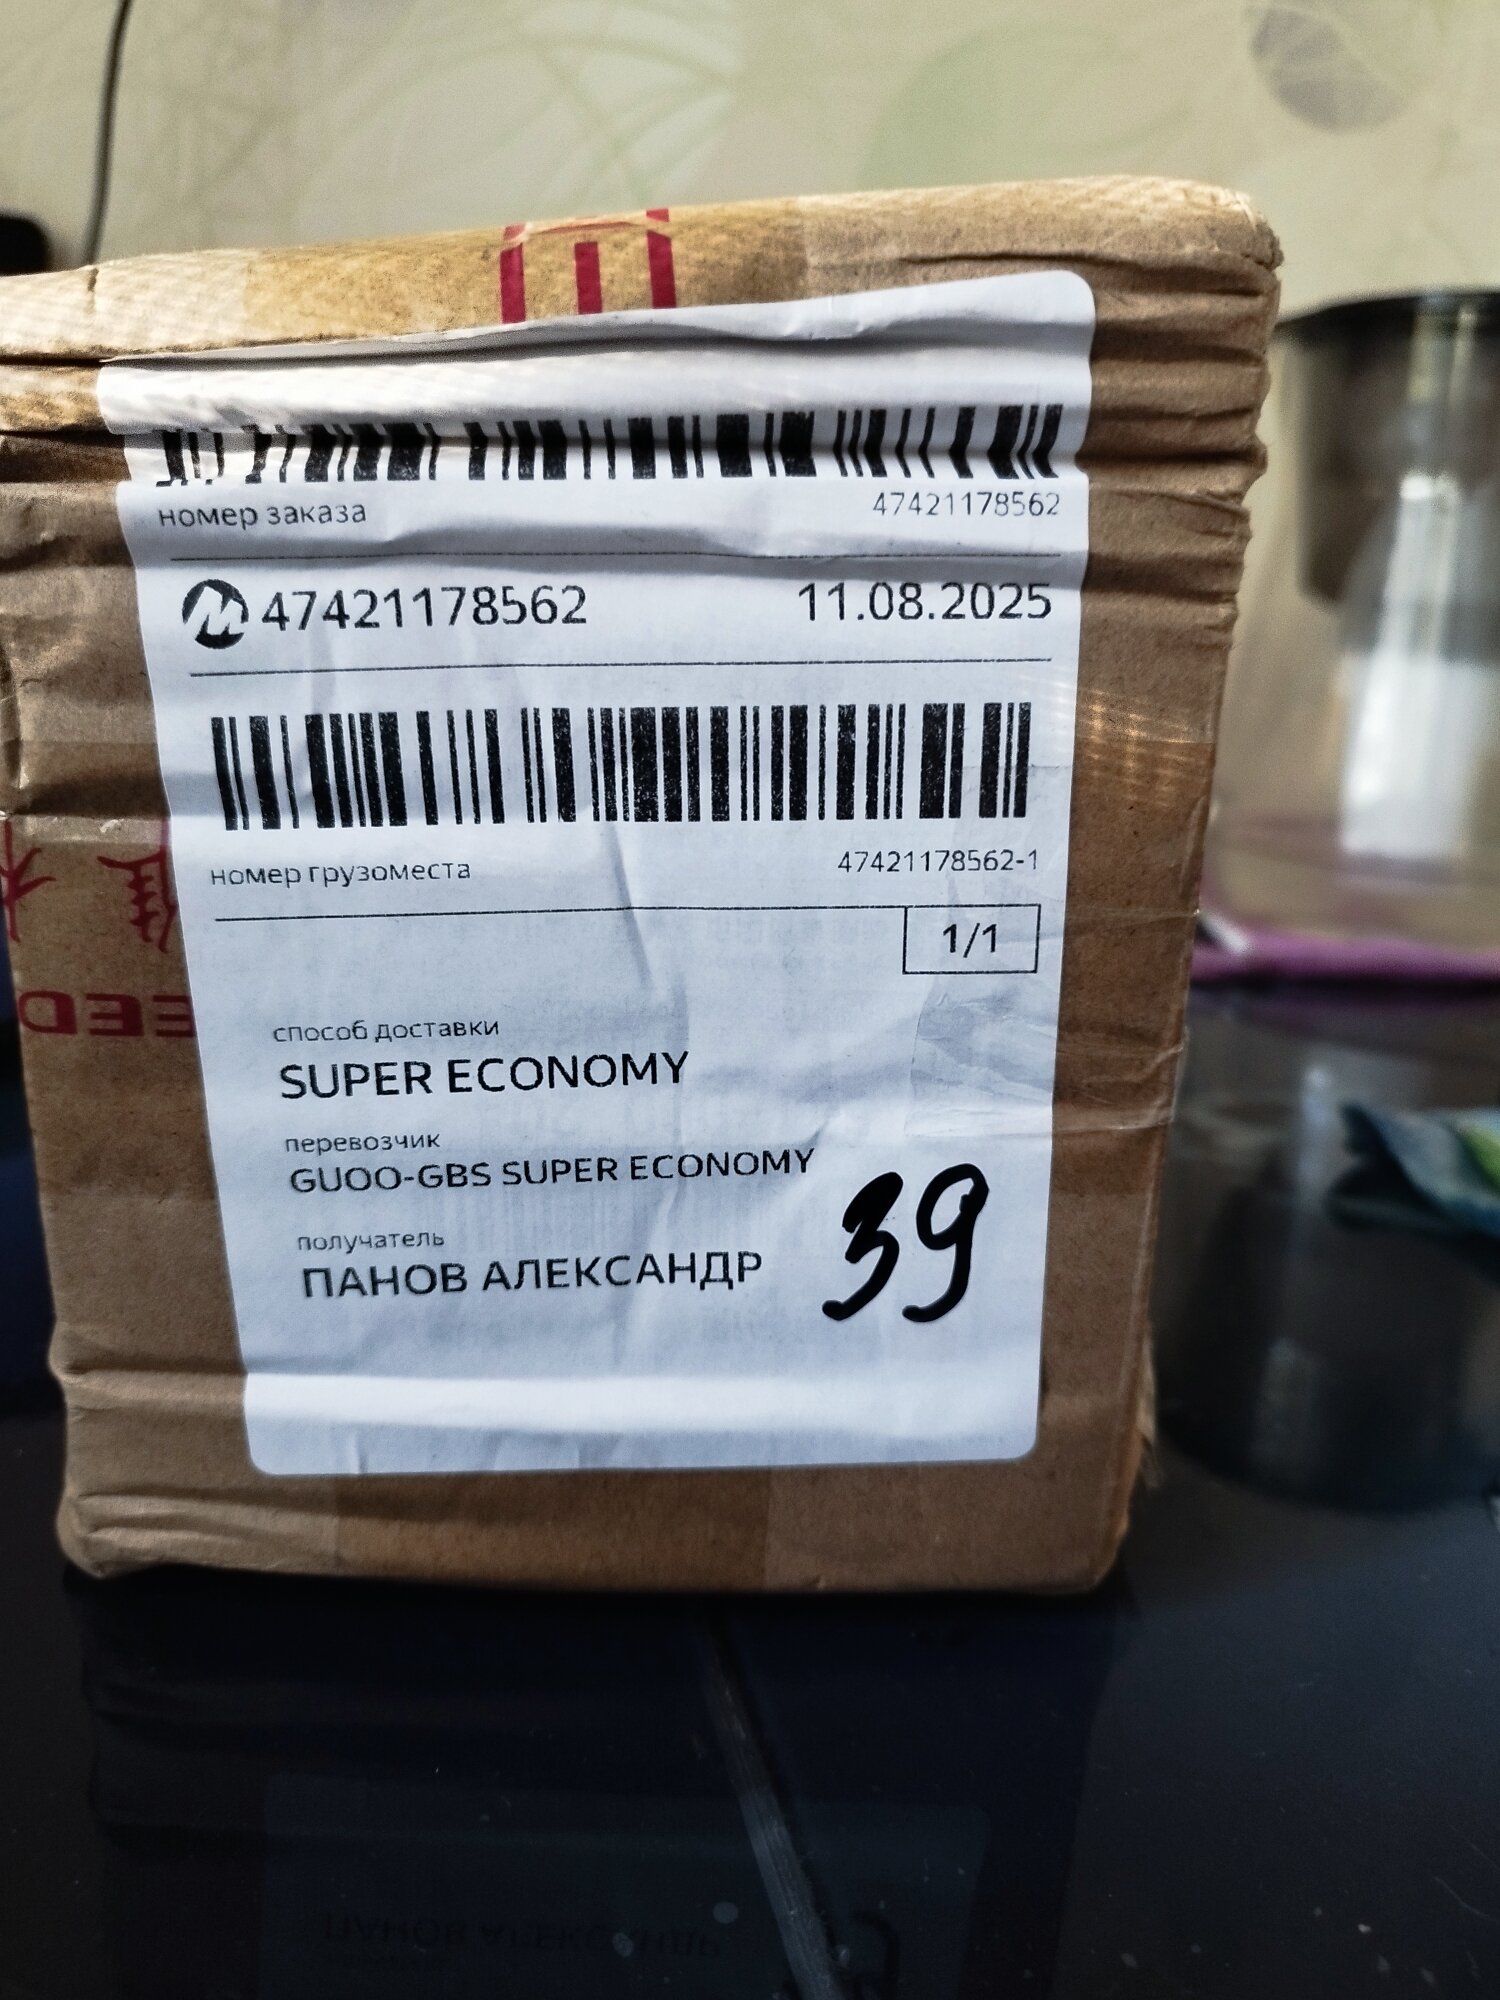 номер заказа 47421178562
47421178562 11.08.2025
номер грузоместа 47421178562-1
1/1
способ доставки
SUPER ECONOMY
перевозчик
GUOO-GBS SUPER ECONOMY
получатель
ПАНОВ АЛЕКСАНДР
39